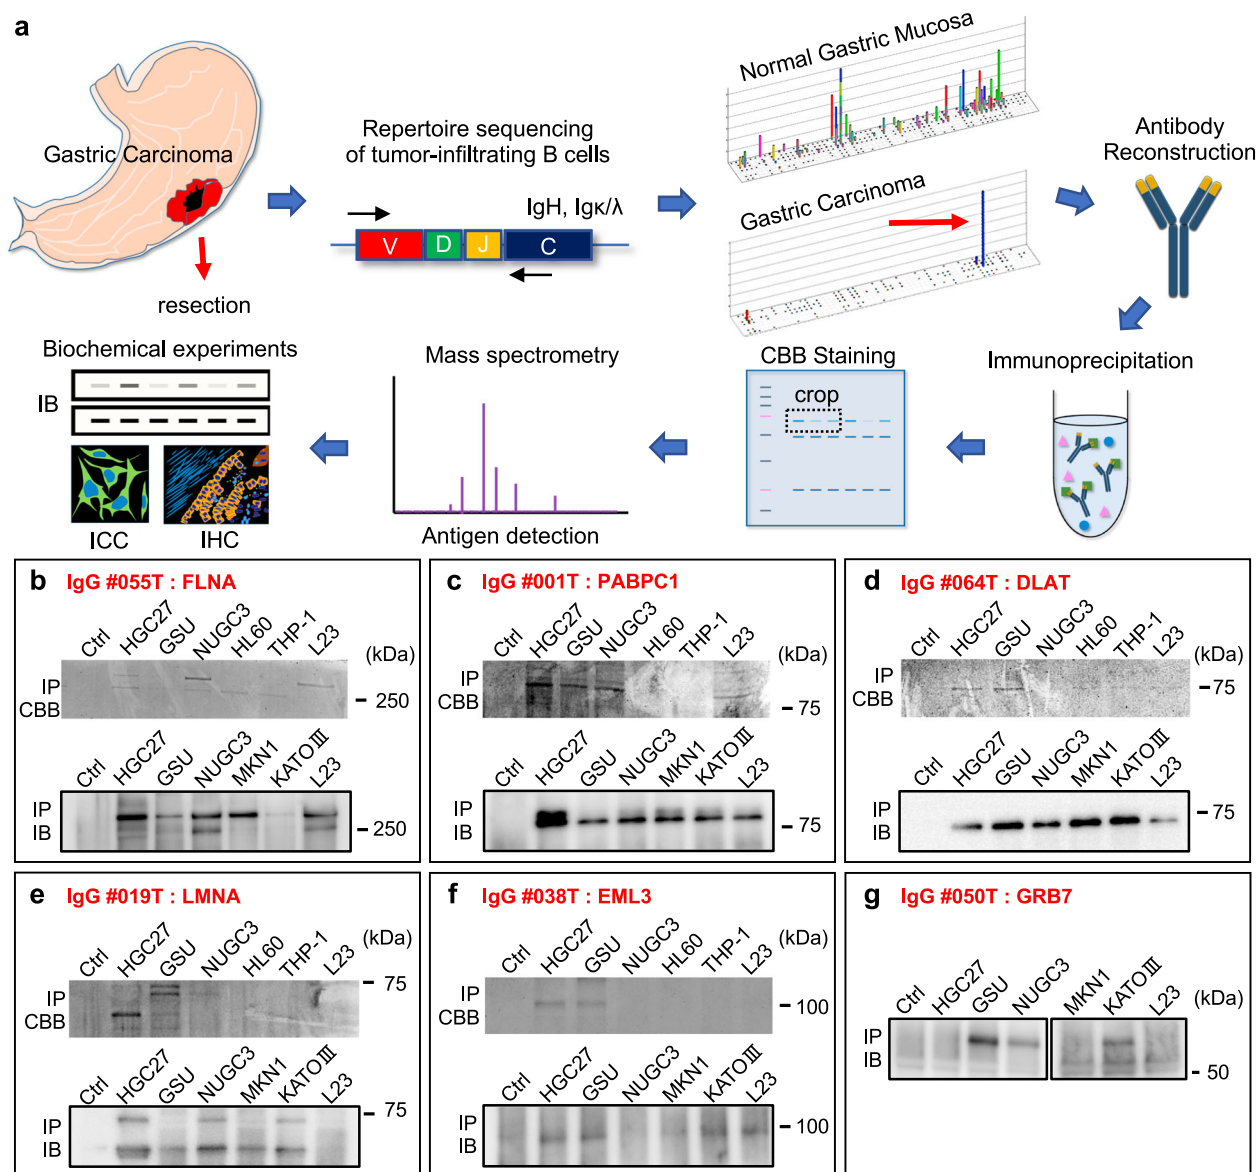 a
Gastric Carcinoma
resection
Repertoire sequencing
of tumor-infiltrating B cells
IgH, Igκ/λ
V D J C
Normal Gastric Mucosa
Gastric Carcinoma
Antibody
Reconstruction
Immunoprecipitation
CBB Staining
crop
Mass spectrometry
Antigen detection
Biochemical experiments
IB
ICC IHC
b IgG #055T : FLNA
Ctrl HGC27 GSU NUGC3 HL60 THP-1 L23 (kDa)
IP
CBB
250
Ctrl HGC27 GSU NUGC3 MKN1 KATOⅢ L23
IP
IB
250
c IgG #001T : PABPC1
Ctrl HGC27 GSU NUGC3 HL60 THP-1 L23 (kDa)
IP
CBB
75
Ctrl HGC27 GSU NUGC3 MKN1 KATOⅢ L23
IP
IB
75
d IgG #064T : DLAT
Ctrl HGC27 GSU NUGC3 HL60 THP-1 L23 (kDa)
IP
CBB
75
Ctrl HGC27 GSU NUGC3 MKN1 KATOⅢ L23
IP
IB
75
e IgG #019T : LMNA
Ctrl HGC27 GSU NUGC3 HL60 THP-1 L23 (kDa)
75
IP
CBB
Ctrl HGC27 GSU NUGC3 MKN1 KATOⅢ L23
75
IP
IB
f IgG #038T : EML3
Ctrl HGC27 GSU NUGC3 HL60 THP-1 L23 (kDa)
IP
CBB
100
Ctrl HGC27 GSU NUGC3 MKN1 KATOⅢ L23
IP
IB
100
g IgG #050T : GRB7
Ctrl HGC27 GSU NUGC3 MKN1 KATOⅢ L23 (kDa)
IP
IB
50